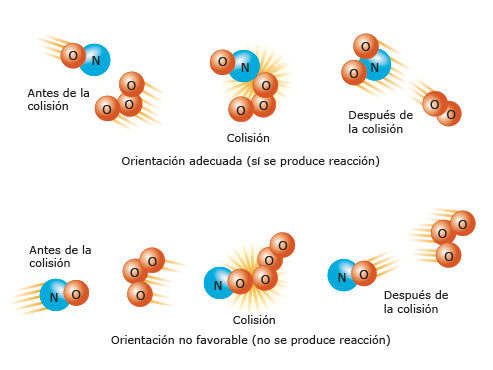 O N
Antes de la
colisión
O
O O
O N
O
O O
Colisión
O
O N
O O
Después de
la colisión
Orientación adecuada (sí se produce reacción)
Antes de la
colisión
N O
O O
O
O
O
N O O
Colisión
N O
O O
O
Después de
la colisión
Orientación no favorable (no se produce reacción)